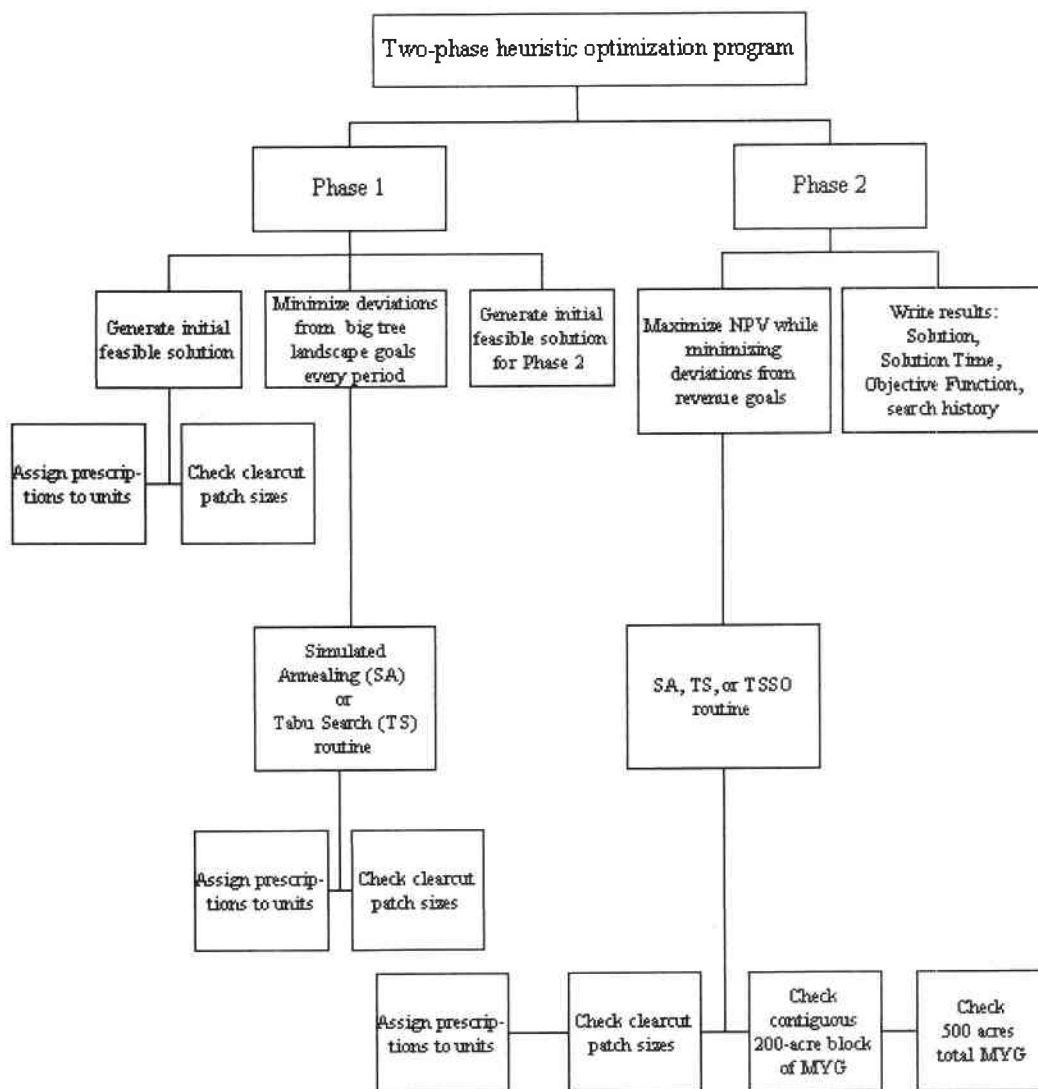 Two-phase heuristic optimization program
Phase 1
Phase 2
Generate initial
feasible solution
Minimize deviations
from big tree
landscape goals
every period
Generate initial
feasible solution
for Phase 2
Maximize NPV while
minimizing
deviations from
revenue goals
Write results:
Solution,
Solution Time,
Objective Function,
search history
Assign prescrip-
tions to units
Check clearcut
patch sizes
Simulated
Annealing (SA)
or
Tabu Search (TS)
routine
SA, TS, or TSSO
routine
Assign prescrip-
tions to units
Check clearcut
patch sizes
Assign prescrip-
tions to units
Check clearcut
patch sizes
Check
contiguous
200-acre block
of MYG
Check
500 acres
total MYG